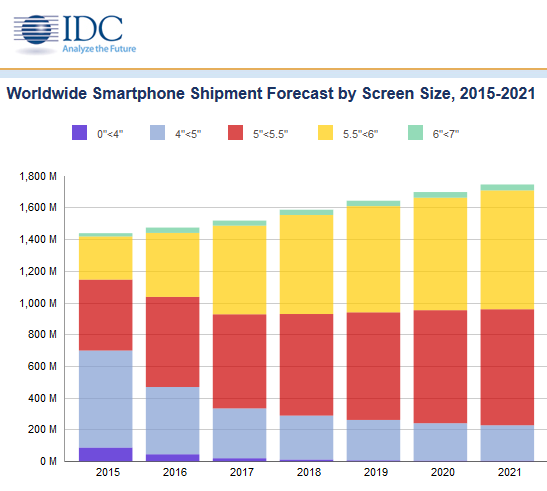 IDC
Analyze the Future
Worldwide Smartphone Shipment Forecast by Screen Size, 2015-2021
0"<4" 4"<5" 5"<5.5" 5.5"<6" 6"<7"
1,800 M
1,600 M
1,400 M
1,200 M
1,000 M
800 M
600 M
400 M
200 M
0 M
2015 2016 2017 2018 2019 2020 2021